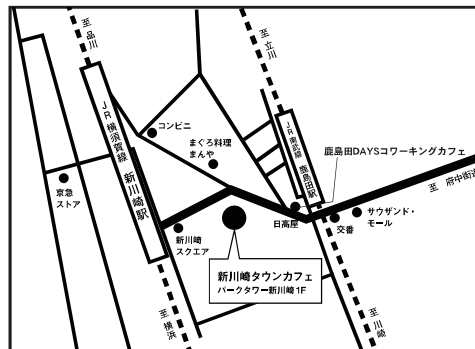 至品川
至立川
JR横須賀線 新川崎駅
コンビニ
まぐろ料理
まんや
JR南武線 鹿島田駅
鹿島田DAYSコワーキングカフェ
至 府中街道
京急
ストア
日高屋
サウザンド・
モール
交番
新川崎
スクエア
新川崎タウンカフェ
パークタワー新川崎1F
至横浜
至川崎